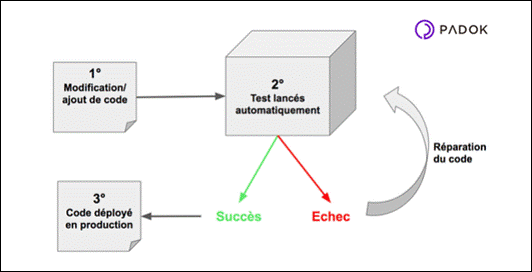 PADOK
1°
Modification/
ajout de code
2°
Test lancés
automatiquement
Réparation
du code
3°
Code déployé
en production
Succès
Echec